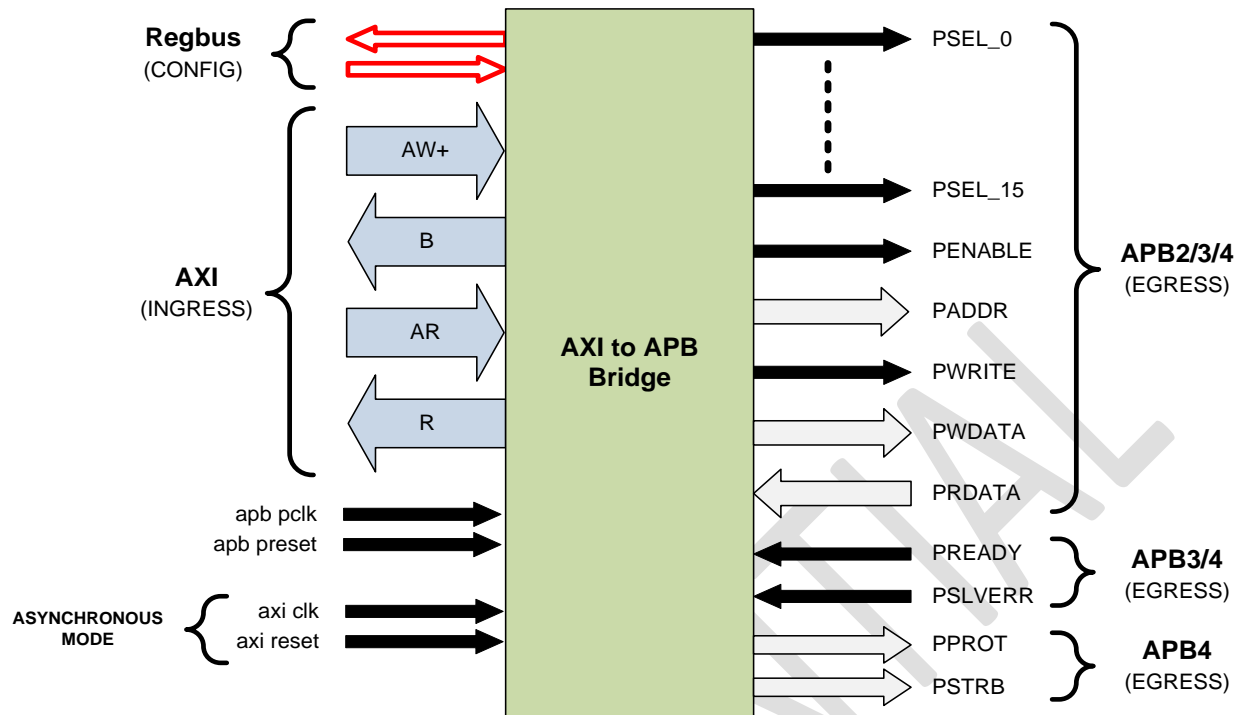 Regbus
(CONFIG)
AXI
(INGRESS)
AW+
B
AR
R
apb pclk
apb preset
ASYNCHRONOUS
MODE
axi clk
axi reset
AXI to APB
Bridge
PSEL_0
PSEL_15
PENABLE
PADDR
PWRITE
PWDATA
PRDATA
PREADY
PSLVERR
PPROT
PSTRB
APB2/3/4
(EGRESS)
APB3/4
(EGRESS)
APB4
(EGRESS)
TIAL